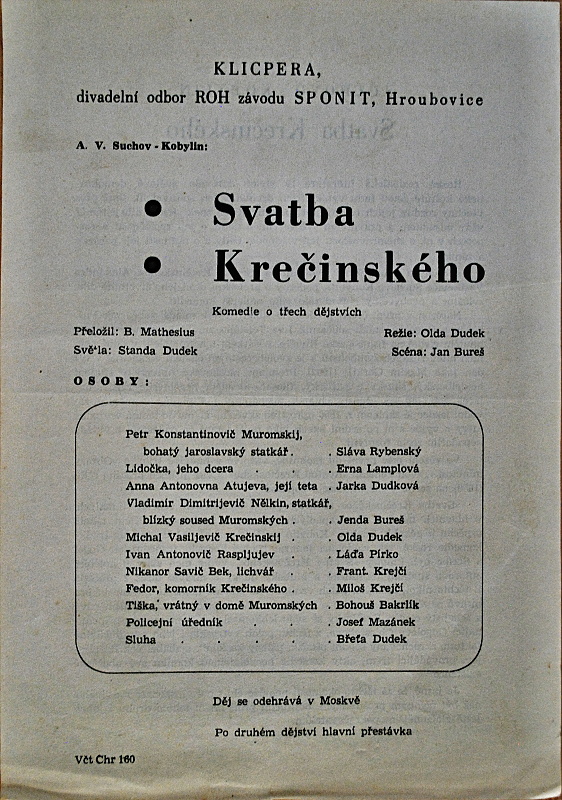 KLICPERA,
divadelní odbor ROH závodu SPONIT, Hroubovice
A. V. Suchov - Kobylin:
• Svatba
• Krečinského
Komedie o třech dějstvích
Přeložil: B. Mathesius Režie: Olda Dudek
Světla: Standa Dudek Scéna: Jan Bureš
OSOBY:
Petr Konstantinovič Muromskij,
bohatý jaroslavský statkář . . Sláva Rybenský
Lidočka, jeho dcera . . . Erna Lamplová
Anna Antonovna Atujeva, její teta . Jarka Dudková
Vladimír Dimitrijevič Nělkin, statkář,
blízký soused Muromských . . Jenda Bureš
Michal Vasiljevič Krečinskij . . Olda Dudek
Ivan Antonovič Raspljujev . . Láďa Pírko
Nikanor Savič Bek, lichvář . . Frant. Krejčí
Fedor, komorník Krečinského . . Miloš Krejčí
Tiška, vrátný v domě Muromských . Bohouš Bakrlík
Policejní úředník . . . Josef Mazánek
Sluha . . . . . Břeťa Dudek
Děj se odehrává v Moskvě
Po druhém dějství hlavní přestávka
Včt Chr 160